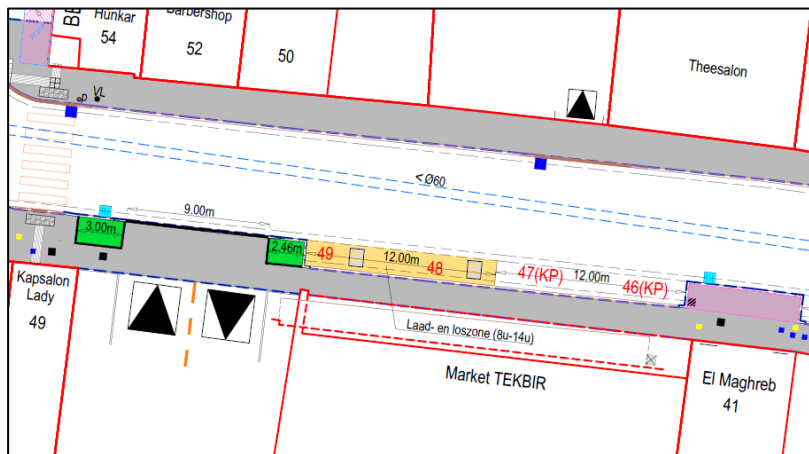 BE
Hunkar
54
Barbershop
52
50
Theesalon
p
VL
<Ø60
9.00m
3.00m
2.46m
49
12.00m
48
47(KP)
12.00m
46(KP)
Laad- en loszone (8u-14u)
Kapsalon
Lady
49
Market TEKBIR
El Maghreb
41